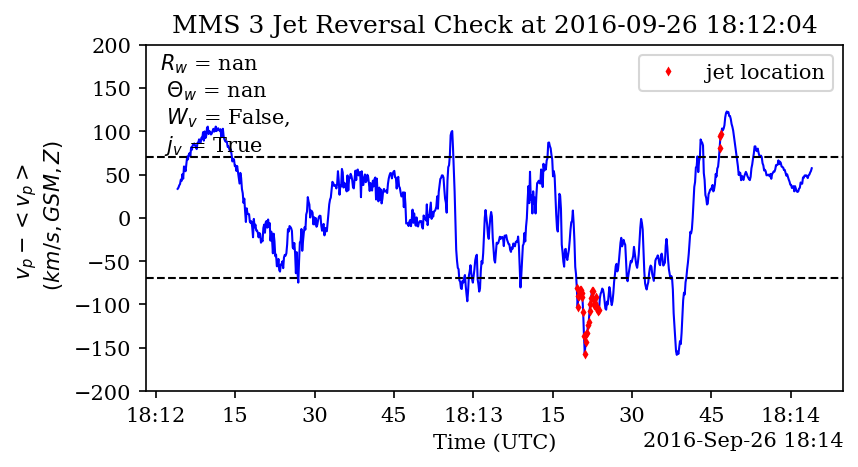 MMS 3 Jet Reversal Check at 2016-09-26 18:12:04
200
150
100
50
0
−50
−100
−150
−200
v_p − < v_p >
(km/s, GSM, Z)
R_w = nan
Θ_w = nan
W_v = False,
j_v = True
jet location
18:12 15 30 45 18:13 15 30 45 18:14
Time (UTC)
2016-Sep-26 18:14